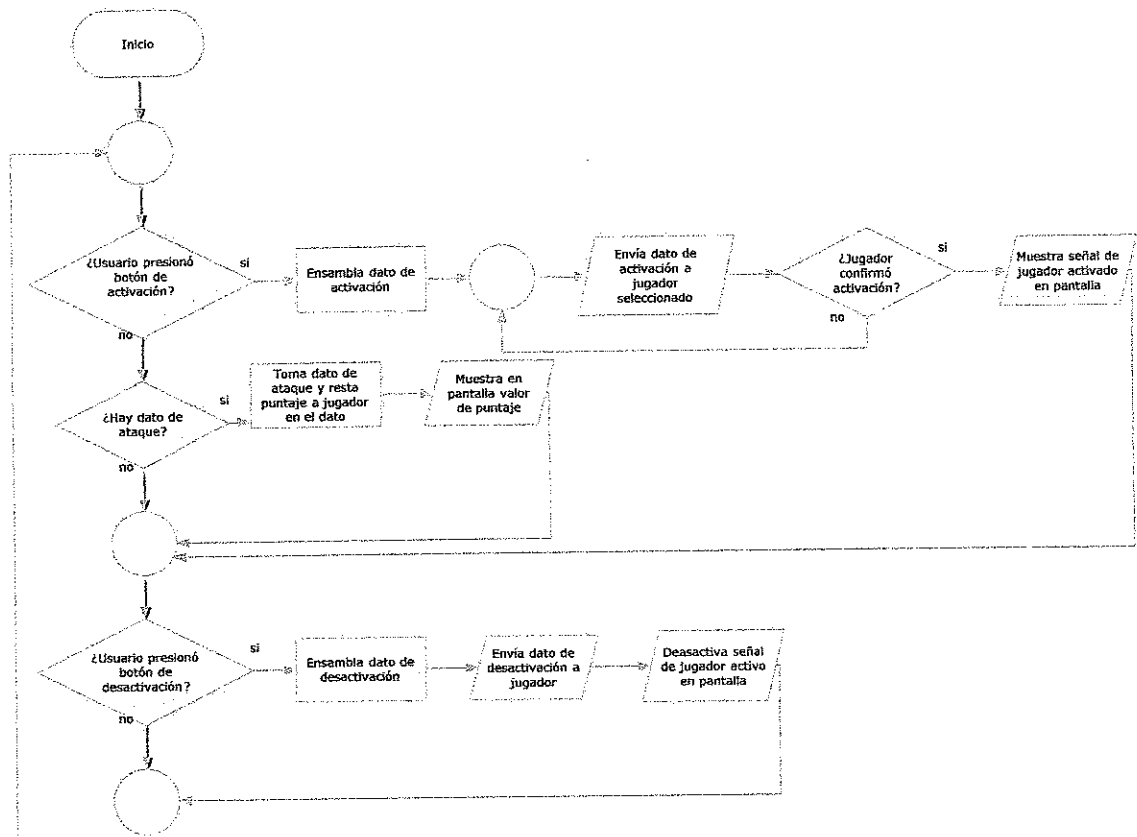 Inicio
¿Usuario presionó
botón de
activación?
si
no
Ensambla dato de
activación
Envía dato de
activación a
jugador
seleccionado
¿Jugador
confirmó
activación?
si
no
Muestra señal de
jugador activado
en pantalla
¿Hay dato de
ataque?
si
no
Toma dato de
ataque y resta
puntaje a jugador
en el dato
Muestra en
pantalla valor
de puntaje
¿Usuario presionó
botón de
desactivación?
si
no
Ensambla dato de
desactivación
Envía dato de
desactivación a
jugador
Deasactiva señal
de jugador activo
en pantalla